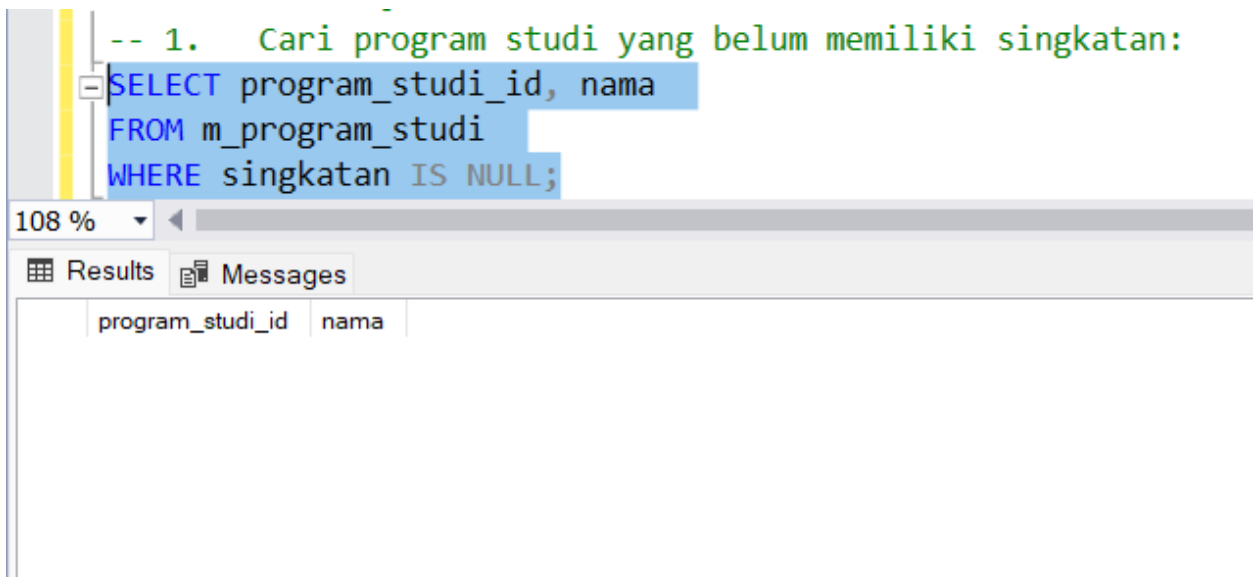 -- 1.   Cari program studi yang belum memiliki singkatan:
SELECT program_studi_id, nama
FROM m_program_studi
WHERE singkatan IS NULL;
108 %
Results Messages
program_studi_id nama